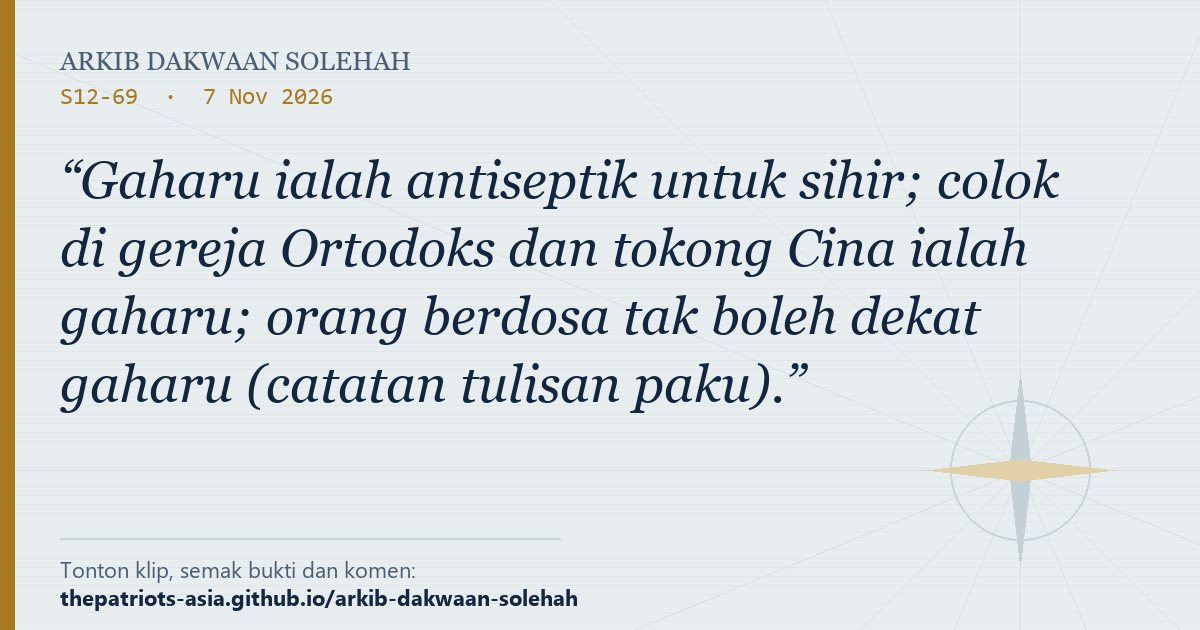 ARKIB DAKWAAN SOLEHAH
S12-69 · 7 Nov 2026
“Gaharu ialah antiseptik untuk sihir; colok
di gereja Ortodoks dan tokong Cina ialah
gaharu; orang berdosa tak boleh dekat
gaharu (catatan tulisan paku).”
Tonton klip, semak bukti dan komen:
thepatriots-asia.github.io/arkib-dakwaan-solehah